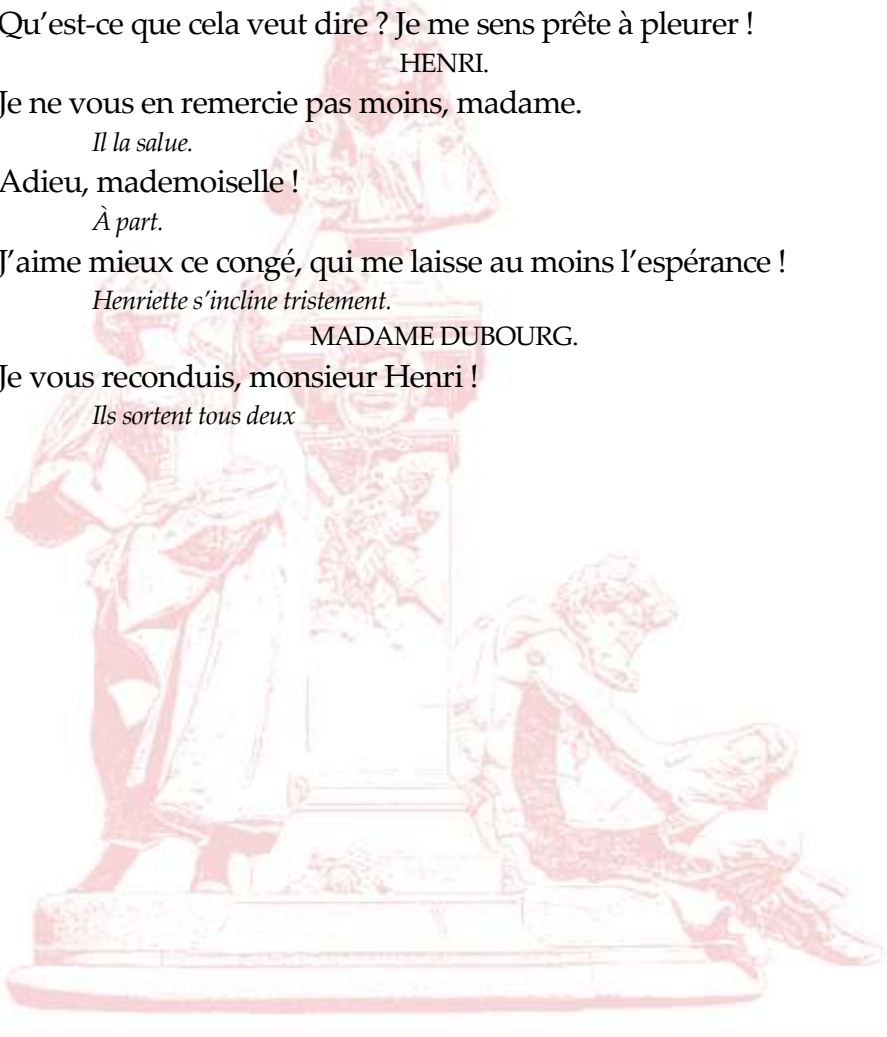 Qu’est-ce que cela veut dire ? Je me sens prête à pleurer !
HENRI.
Je ne vous en remercie pas moins, madame.
Il la salue.
Adieu, mademoiselle !
À part.
J’aime mieux ce congé, qui me laisse au moins l’espérance !
Henriette s’incline tristement.
MADAME DUBOURG.
Je vous reconduis, monsieur Henri !
Ils sortent tous deux